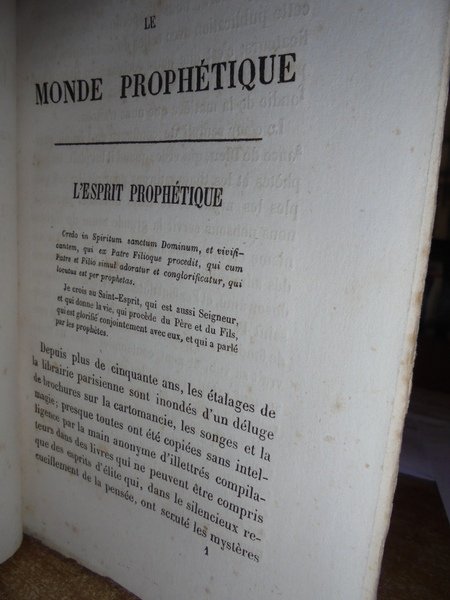 LE
MONDE PROPHÉTIQUE
L'ESPRIT PROPHÉTIQUE
Credo in Spiritum sanctum Dominum, et vivifi-
cantem, qui ex Patre Filioque procedit, qui cum
Patre et Filio simul adoratur et conglorificatur, qui
locutus est per prophetas.
Je crois au Saint-Esprit, qui est aussi Seigneur,
et qui donne la vie, qui procède du Père et du Fils,
qui est glorifié conjointement avec eux, et qui a parlé
par les prophètes.
Depuis plus de cinquante ans, les étalages de
la librairie parisienne sont inondés d'un déluge
de brochures sur la cartomancie, les songes et la
magie; presque toutes ont été copiées sans intel-
ligence par la main anonyme d'illettrés compila-
teurs dans des livres qui ne peuvent être compris
que des esprits d'élite qui, dans le silencieux re-
cueillement de la pensée, ont scruté les mystères
1